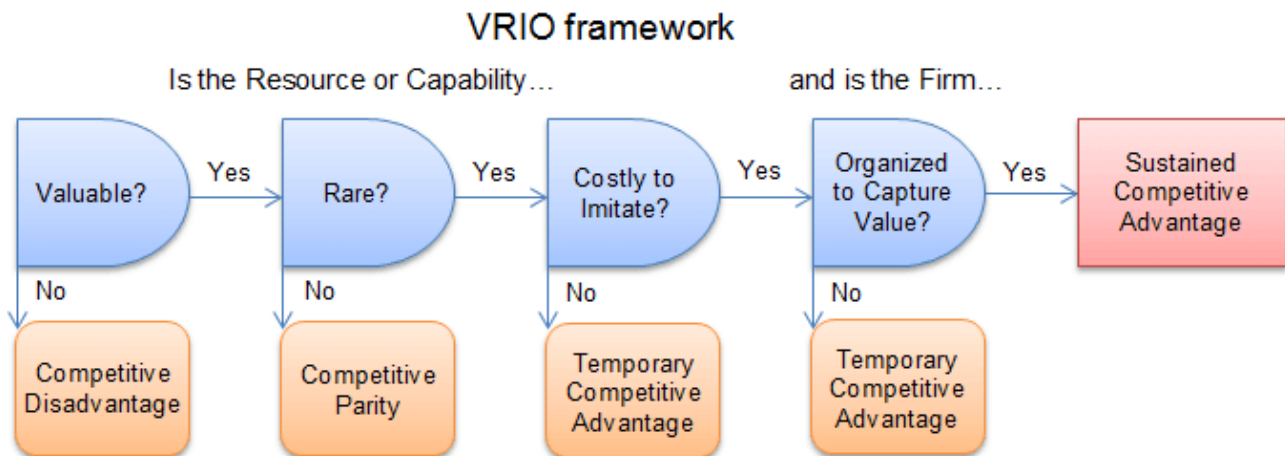 VRIO framework
Is the Resource or Capability...
and is the Firm...
Valuable?
Yes
Rare?
Yes
Costly to
Imitate?
Yes
Organized
to Capture
Value?
Yes
Sustained
Competitive
Advantage
No
No
No
No
Competitive
Disadvantage
Competitive
Parity
Temporary
Competitive
Advantage
Temporary
Competitive
Advantage